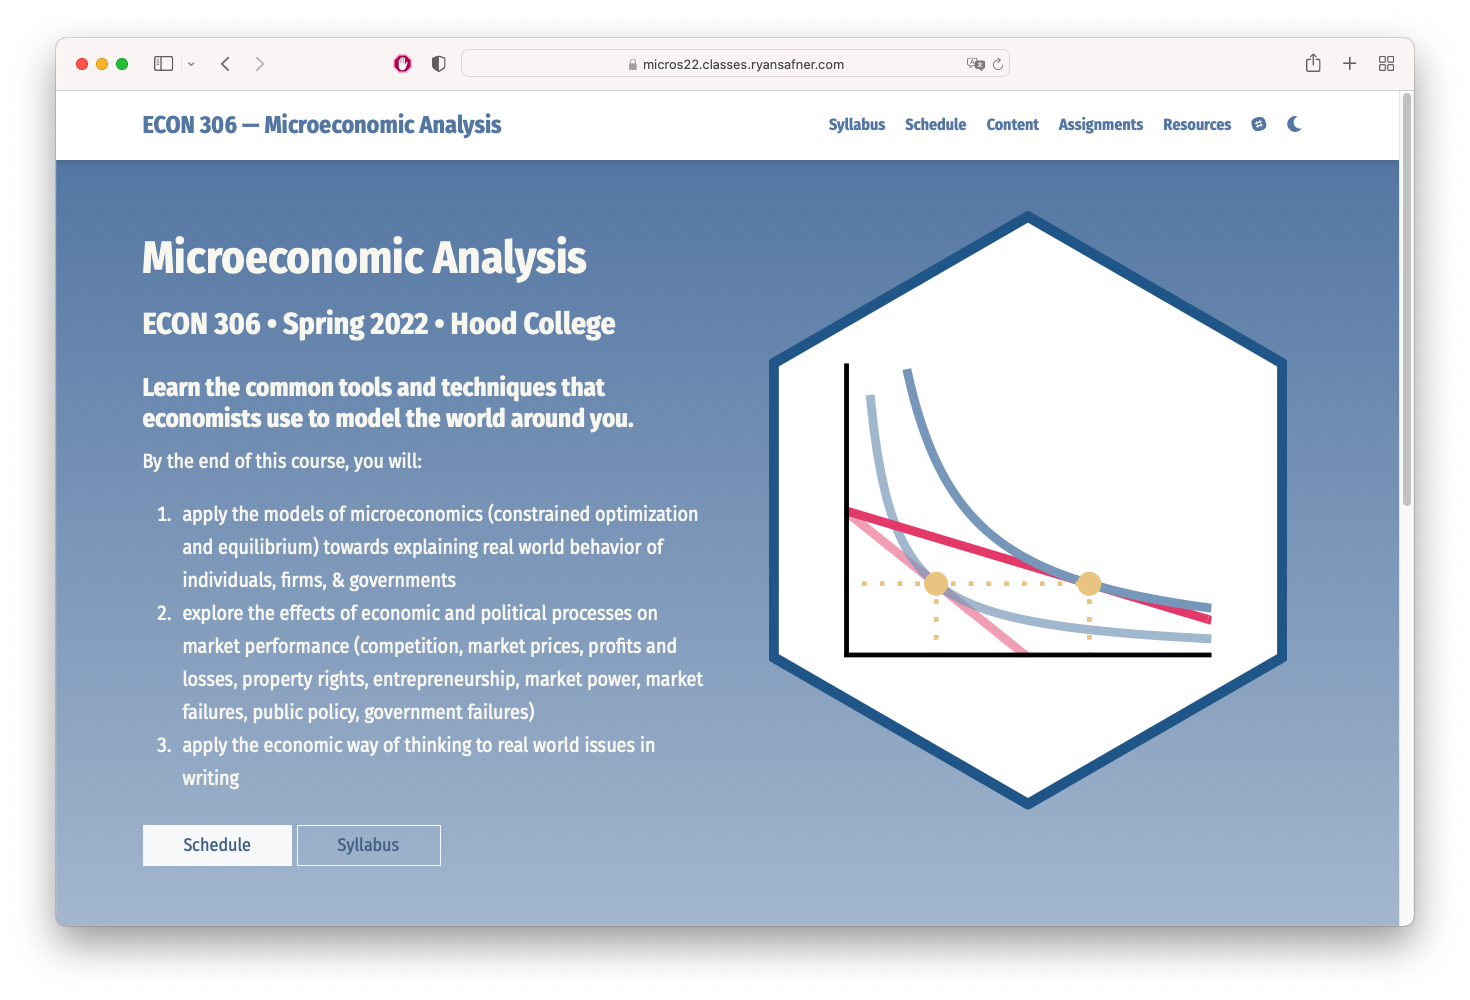 micros22.classes.ryansafner.com
ECON 306 — Microeconomic Analysis
Syllabus Schedule Content Assignments Resources
Microeconomic Analysis
ECON 306 • Spring 2022 • Hood College
Learn the common tools and techniques that
economists use to model the world around you.
By the end of this course, you will:
1. apply the models of microeconomics (constrained optimization
and equilibrium) towards explaining real world behavior of
individuals, firms, & governments
2. explore the effects of economic and political processes on
market performance (competition, market prices, profits and
losses, property rights, entrepreneurship, market power, market
failures, public policy, government failures)
3. apply the economic way of thinking to real world issues in
writing
Schedule Syllabus